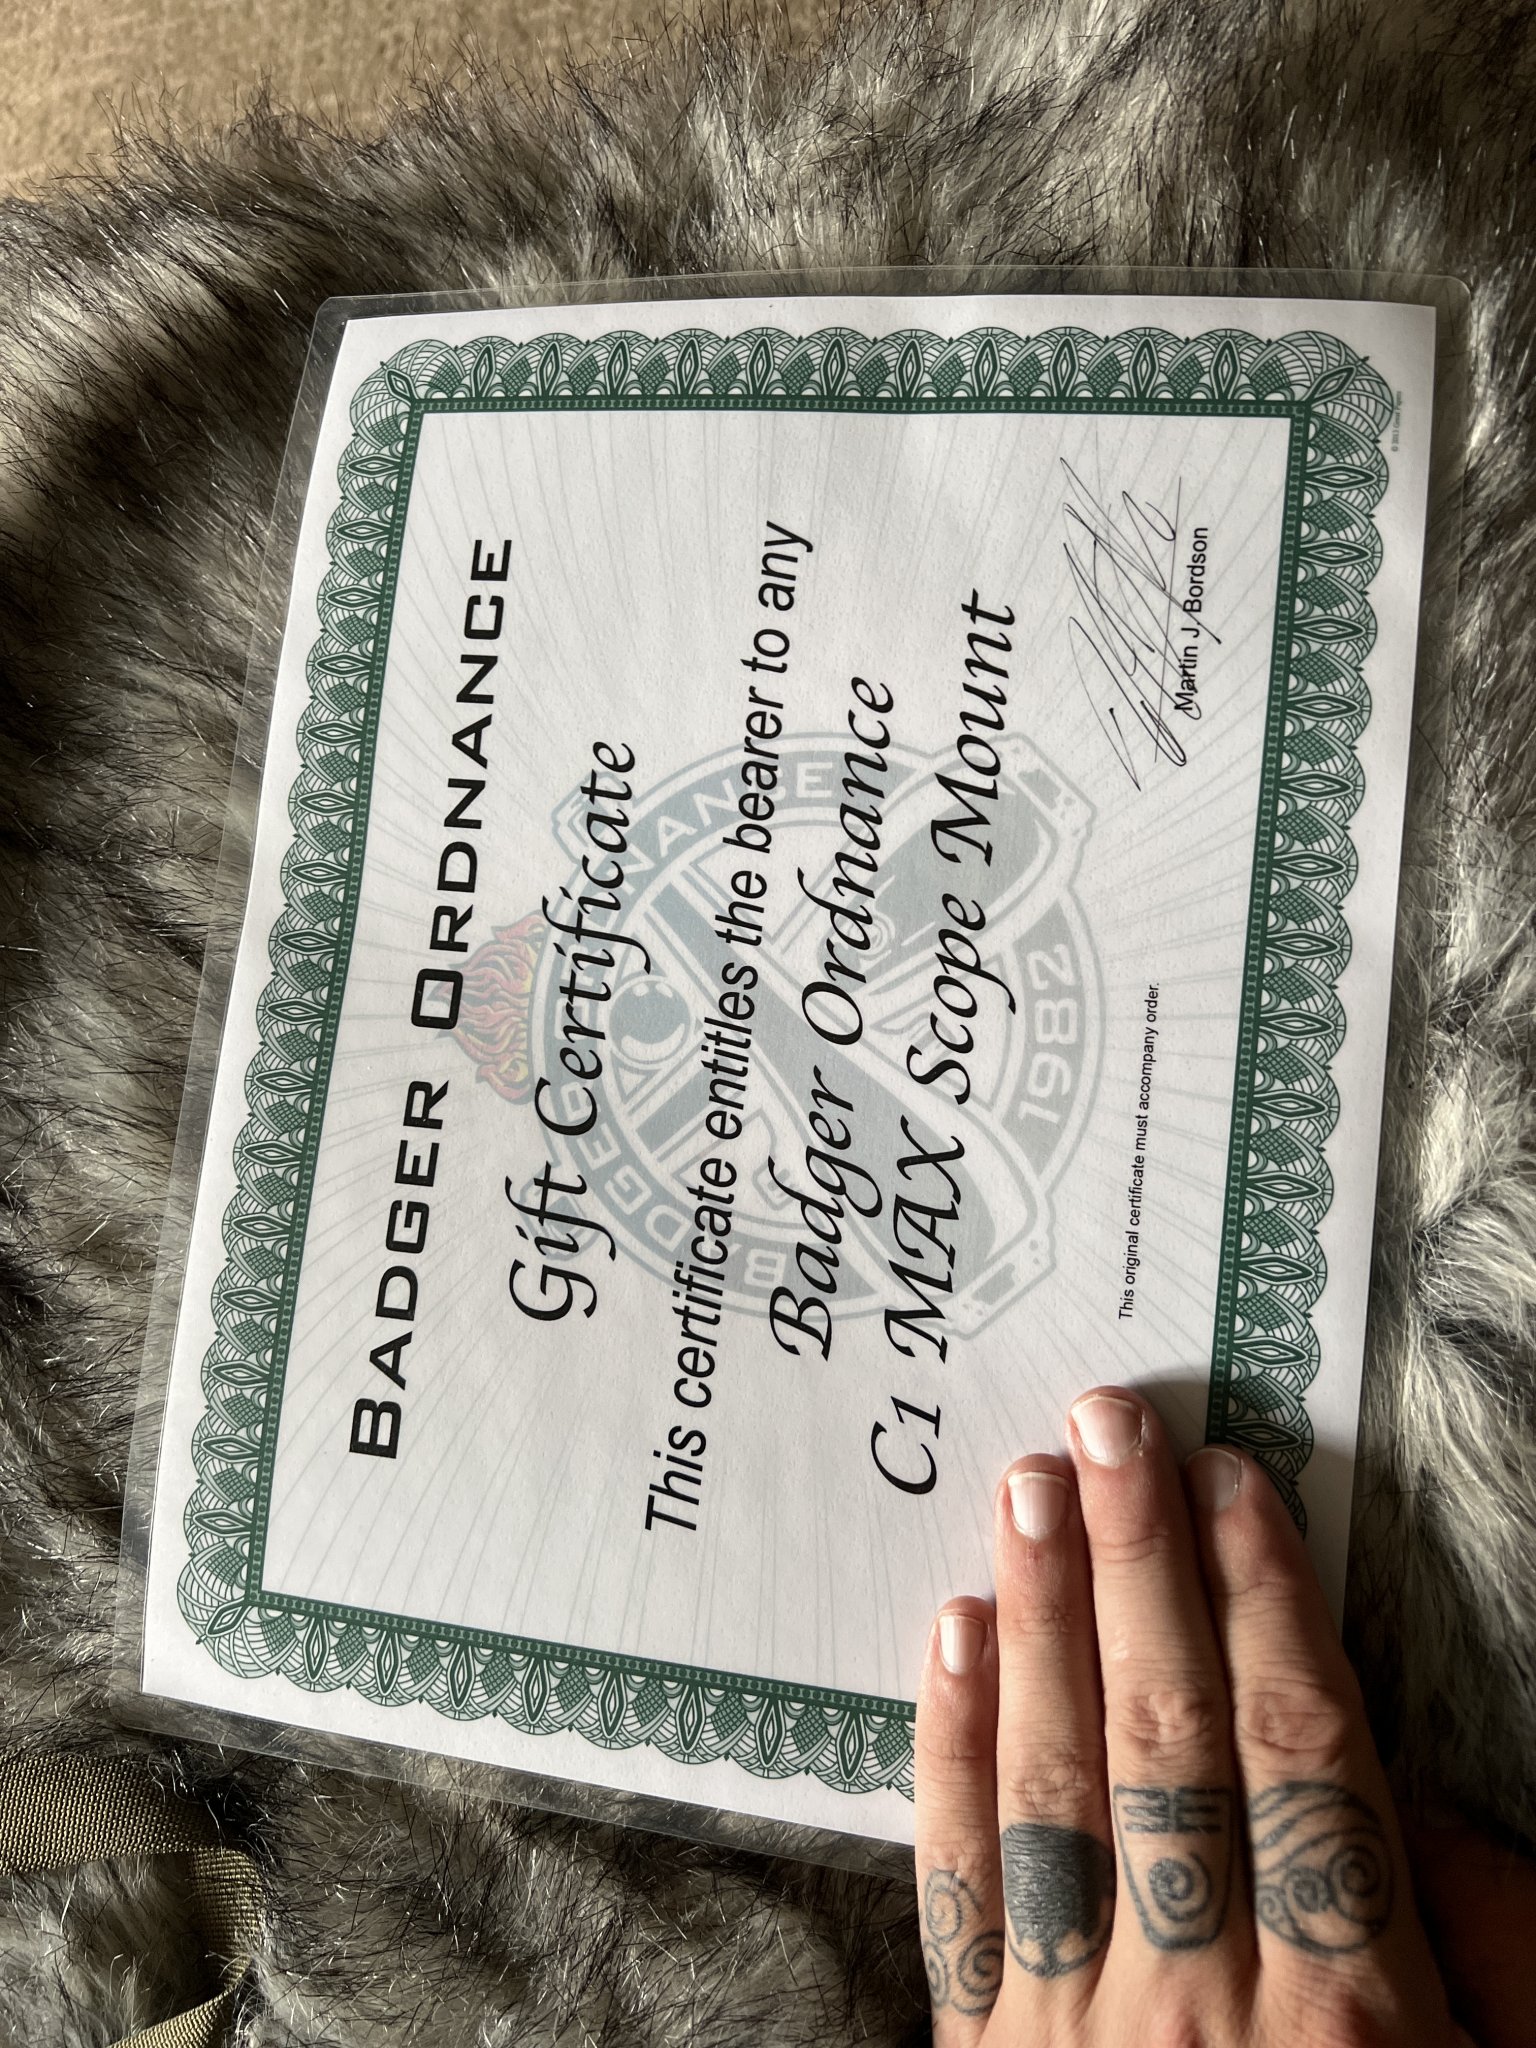 BADGER ORDNANCE
Gift Certificate
This certificate entitles the bearer to any
Badger Ordnance
C1 MAX Scope Mount
This original certificate must accompany order.
Martin J. Bordson
1982